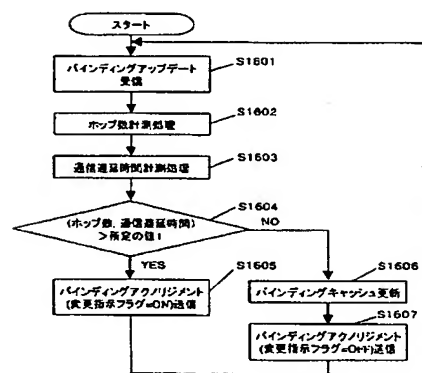 スタート
バインディングアップデート
受信
S1601
ホップ数計測処理
S1602
通信遅延時間計測処理
S1603
(ホップ数, 通信遅延時間)
>所定の値!
S1604
NO
YES
バインディングアクノリジメント
(変更指示フラグ=ON)送信
S1605
バインディングキャッシュ更新
S1606
バインディングアクノリジメント
(変更指示フラグ=OFF)送信
S1607